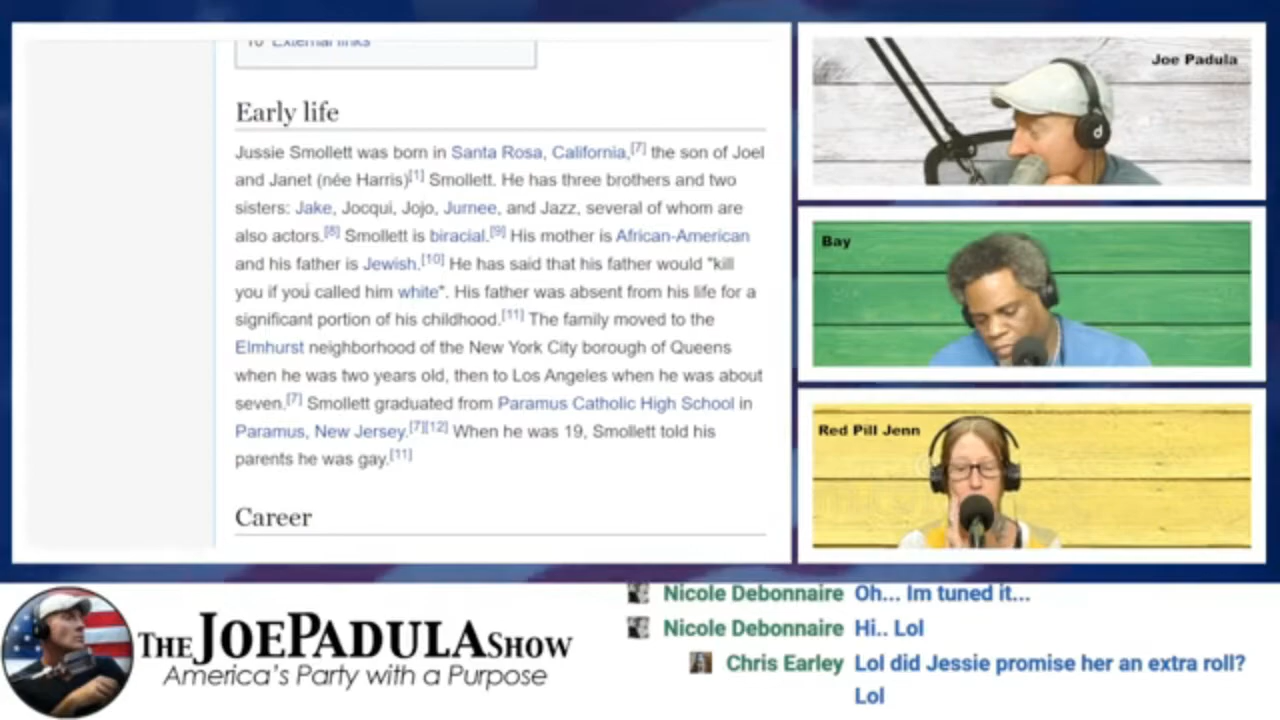 10 External links
Early life
Jussie Smollett was born in Santa Rosa, California,[7] the son of Joel
and Janet (née Harris)[1] Smollett. He has three brothers and two
sisters: Jake, Jocqui, Jojo, Jurnee, and Jazz, several of whom are
also actors.[8] Smollett is biracial.[9] His mother is African-American
and his father is Jewish.[10] He has said that his father would "kill
you if you called him white". His father was absent from his life for a
significant portion of his childhood.[11] The family moved to the
Elmhurst neighborhood of the New York City borough of Queens
when he was two years old, then to Los Angeles when he was about
seven.[7] Smollett graduated from Paramus Catholic High School in
Paramus, New Jersey.[7][12] When he was 19, Smollett told his
parents he was gay.[11]
Career
Joe Padula
Bay
Red Pill Jenn
THE JOEPADULA SHOW
America's Party with a Purpose
Nicole Debonnaire Oh... Im tuned it...
Nicole Debonnaire Hi.. Lol
Chris Earley Lol did Jessie promise her an extra roll?
Lol